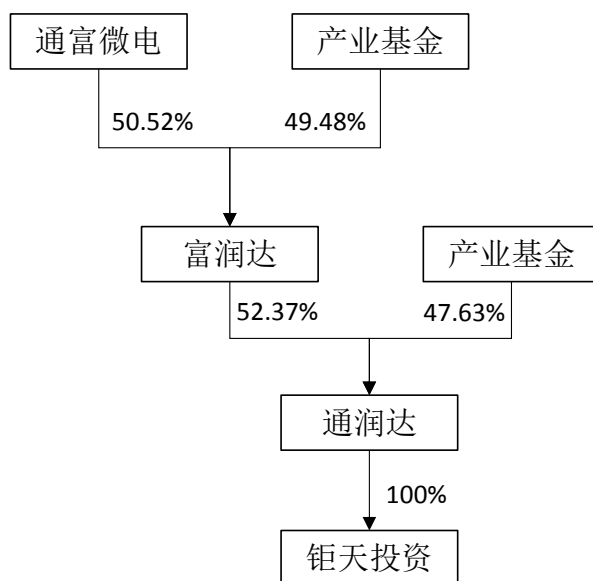 通富微电
产业基金
50.52%
49.48%
富润达
产业基金
52.37%
47.63%
通润达
100%
钜天投资